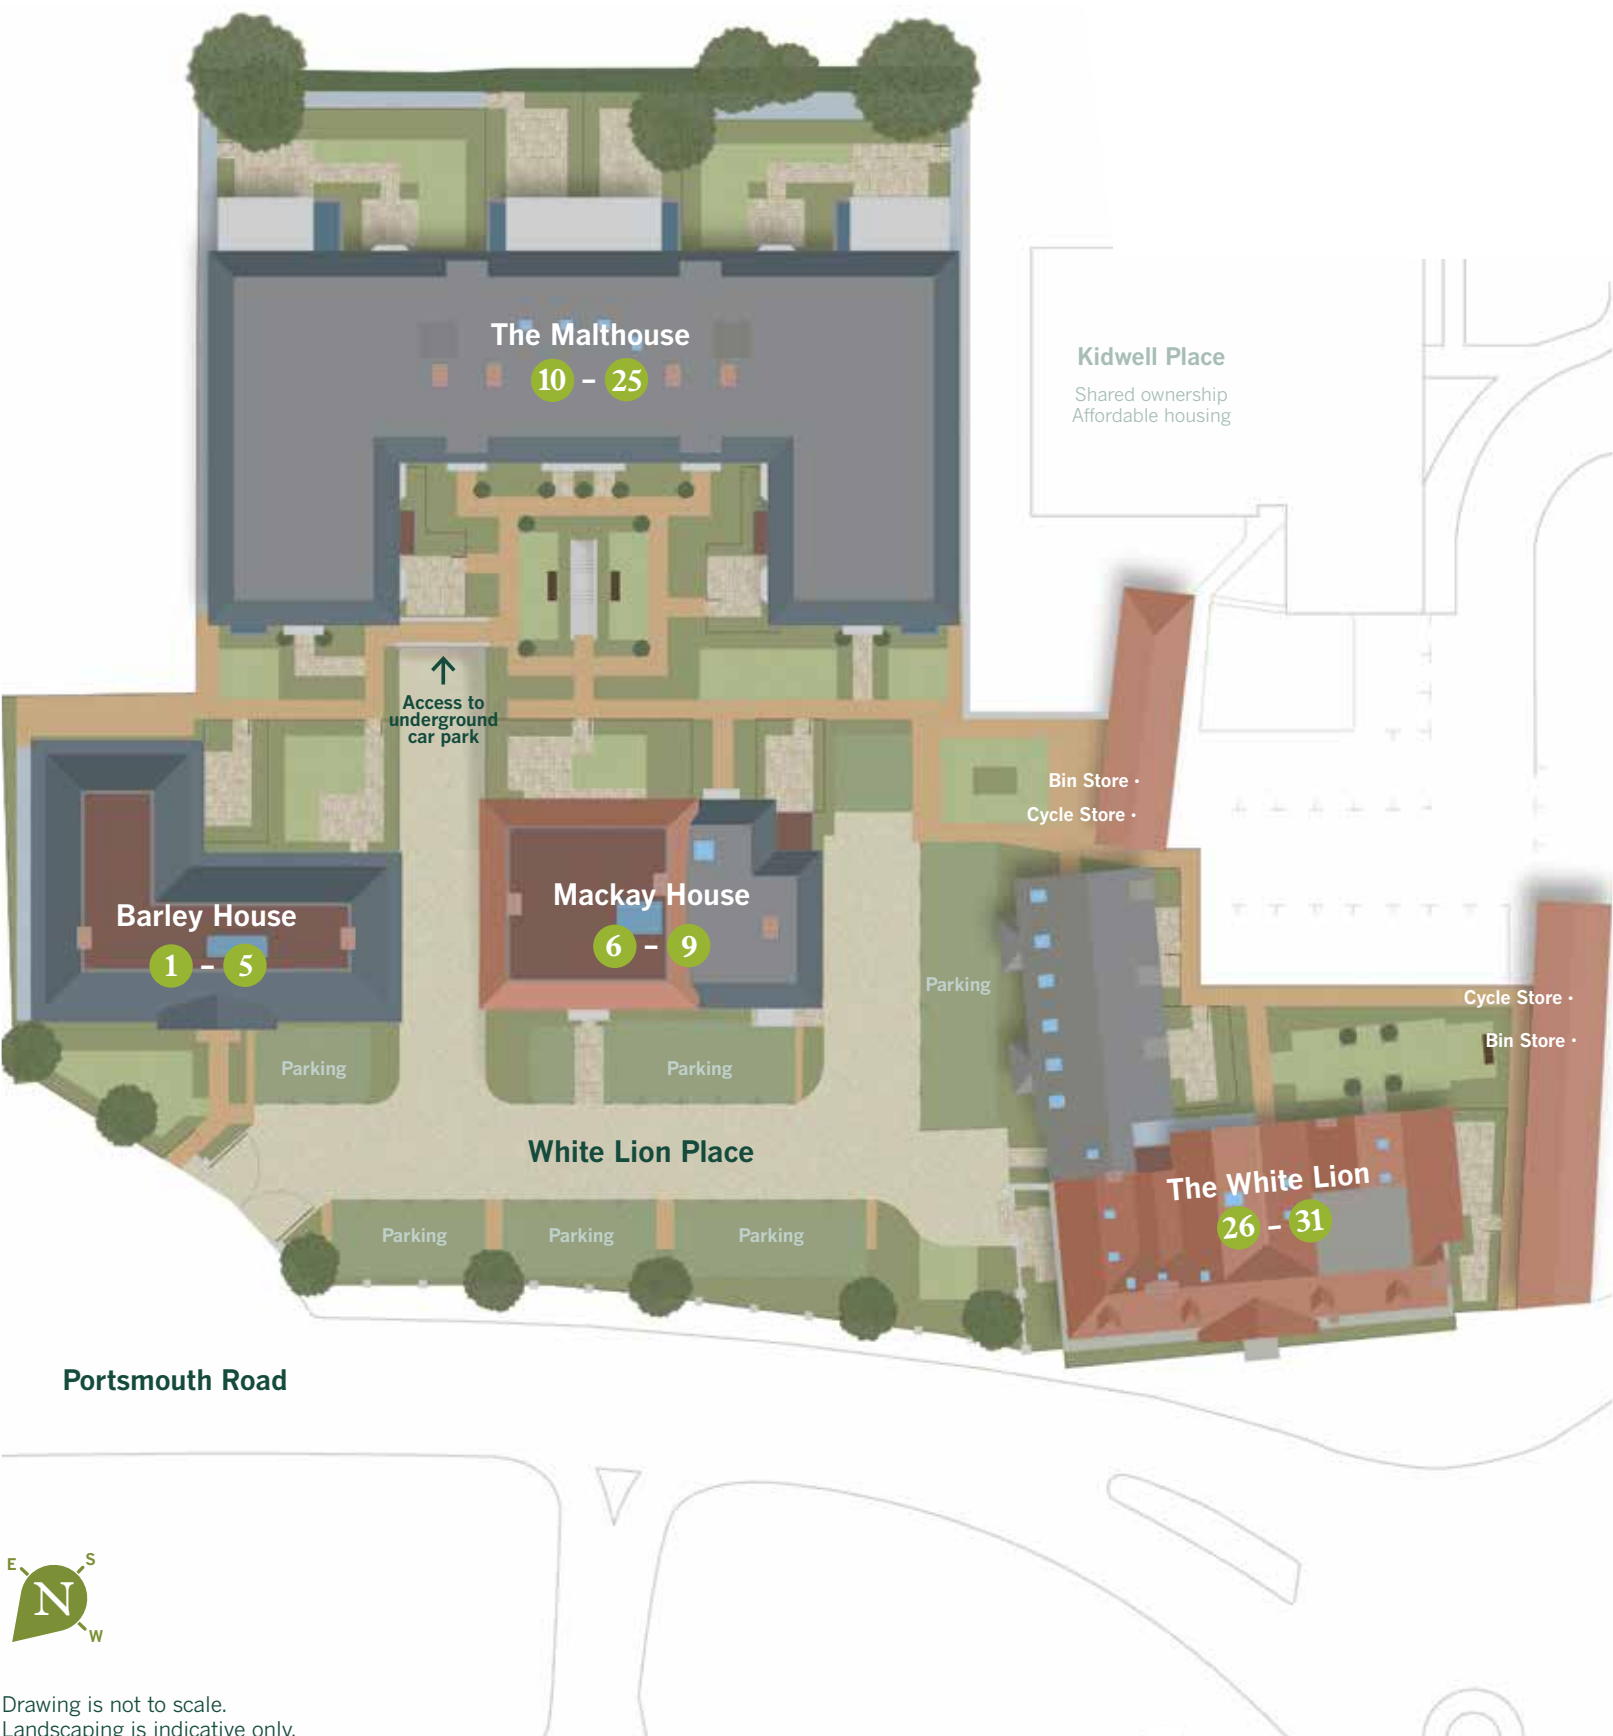 The Malthouse
10 – 25
Kidwell Place
Shared ownership
Affordable housing
Access to
underground
car park
Bin Store •
Cycle Store •
Barley House
1 – 5
Mackay House
6 – 9
Parking
Cycle Store •
Bin Store •
Parking
Parking
White Lion Place
The White Lion
26 – 31
Parking
Parking
Parking
Portsmouth Road
E
S
N
W
Drawing is not to scale.
Landscaping is indicative only.